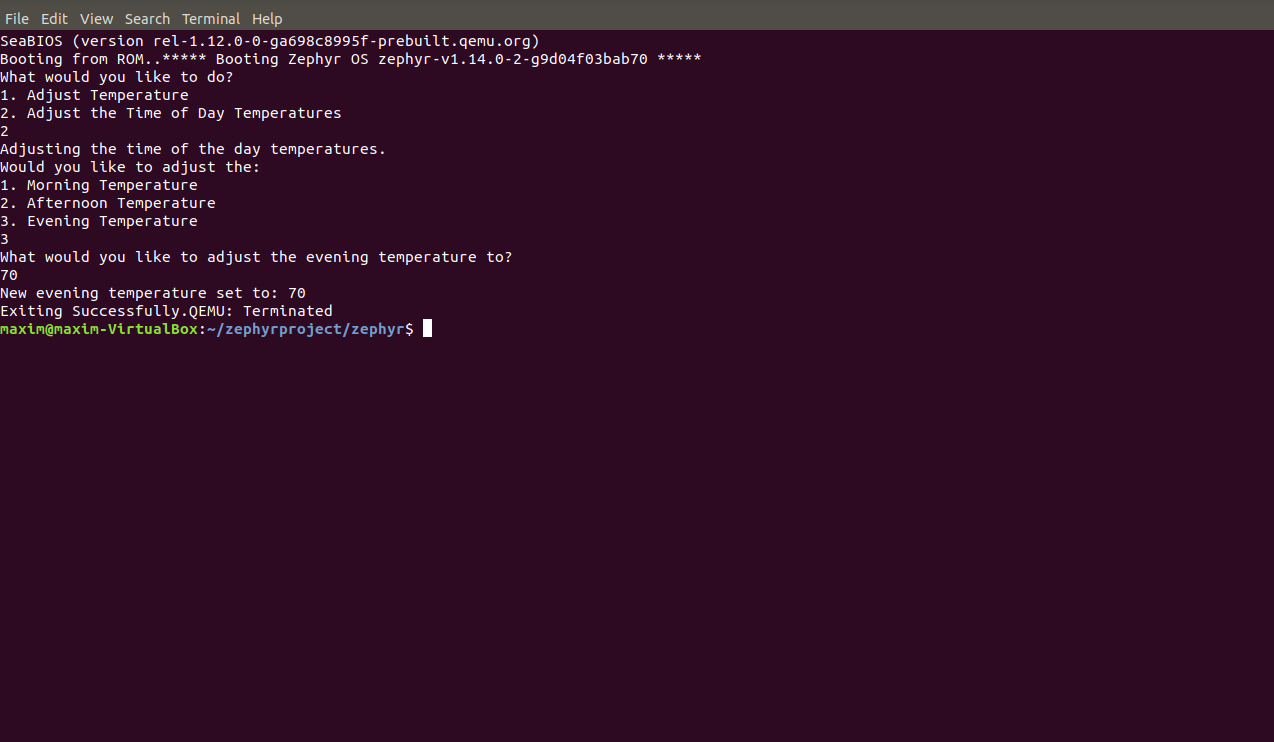 File Edit View Search Terminal Help
SeaBIOS (version rel-1.12.0-0-ga698c8995f-prebuilt.qemu.org)
Booting from ROM..***** Booting Zephyr OS zephyr-v1.14.0-2-g9d04f03bab70 *****
What would you like to do?
1. Adjust Temperature
2. Adjust the Time of Day Temperatures
2
Adjusting the time of the day temperatures.
Would you like to adjust the:
1. Morning Temperature
2. Afternoon Temperature
3. Evening Temperature
3
What would you like to adjust the evening temperature to?
70
New evening temperature set to: 70
Exiting Successfully.QEMU: Terminated
maxim@maxim-VirtualBox:~/zephyrproject/zephyr$